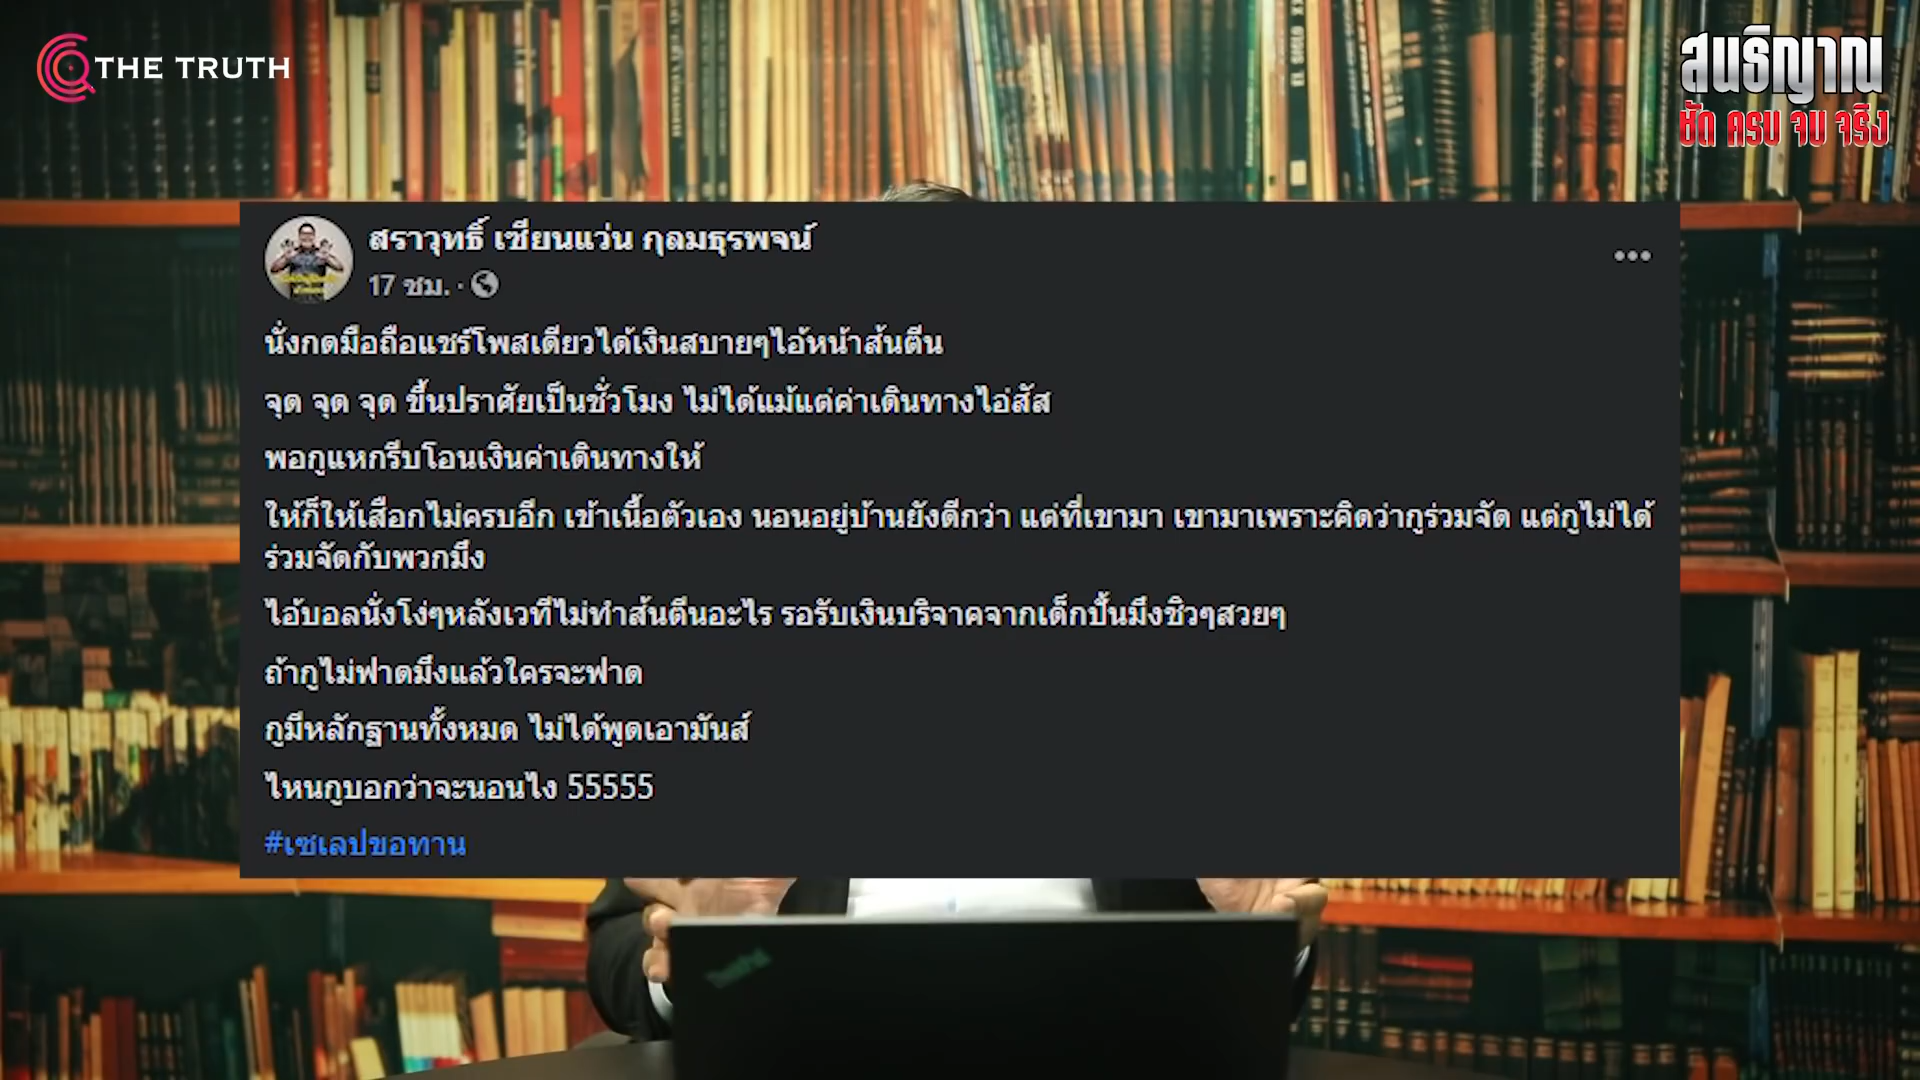 THE TRUTH
สนธิญาณ
ชัด ครบ จบ จริง
สราวุทธิ์ เซียนแว่น กุลมธุรพจน์
17 ชม.
นั่งกดมือถือแชร์โพสเดียวได้เงินสบายๆไอ้หน้าส้นตีน
จุด จุด จุด ขึ้นปราศัยเป็นชั่วโมง ไม่ได้แม้แต่ค่าเดินทางไอ่สัส
พอกูแหกรีบโอนเงินค่าเดินทางให้
ให้ก็ให้เสือกไม่ครบอีก เข้าเนื้อตัวเอง นอนอยู่บ้านยังดีกว่า แต่ที่เขามา เขามาเพราะคิดว่ากูร่วมจัด แต่กูไม่ได้
ร่วมจัดกับพวกมึง
ไอ้บอลนั่งโง่ๆหลังเวทีไม่ทำส้นตีนอะไร รอรับเงินบริจาคจากเด็กปั้นมึงชิวๆสวยๆ
ถ้ากูไม่ฟาดมึงแล้วใครจะฟาด
กูมีหลักฐานทั้งหมด ไม่ได้พูดเอามันส์
ไหนกูบอกว่าจะนอนไง 55555
#เซเลปขอทาน